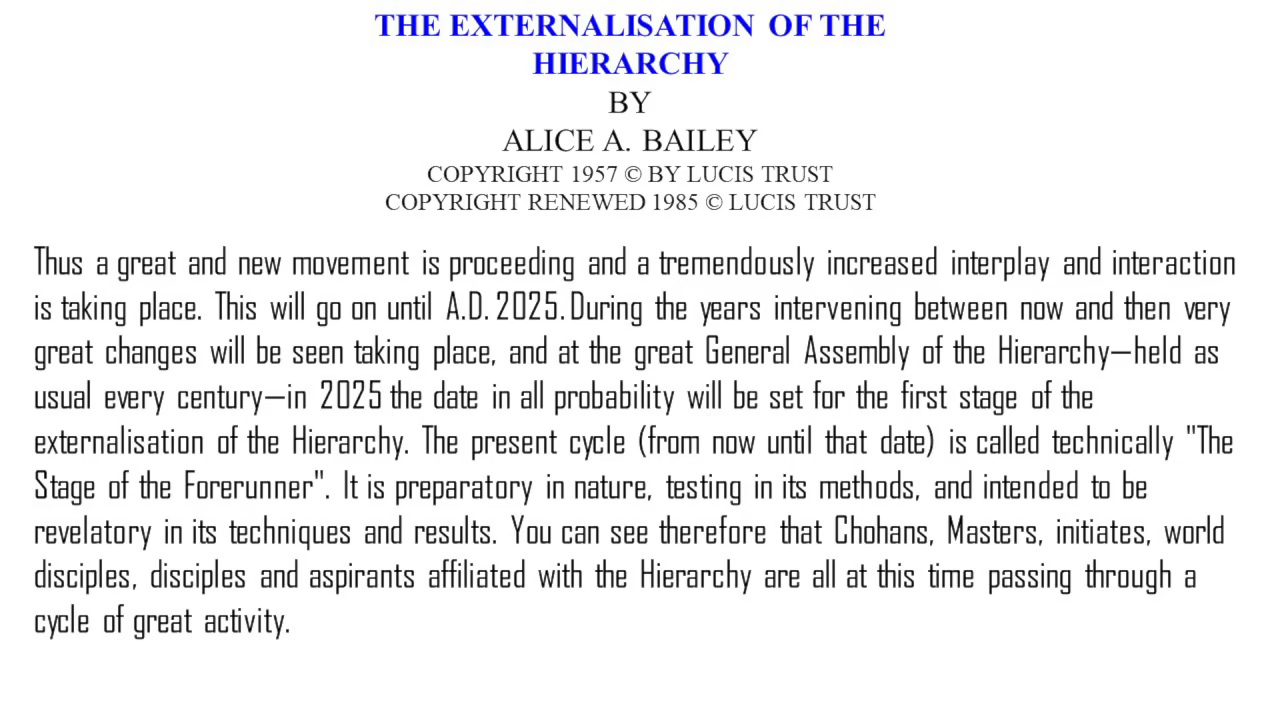 THE EXTERNALISATION OF THE
HIERARCHY
BY
ALICE A. BAILEY
COPYRIGHT 1957 © BY LUCIS TRUST
COPYRIGHT RENEWED 1985 © LUCIS TRUST
Thus a great and new movement is proceeding and a tremendously increased interplay and interaction
is taking place. This will go on until A.D. 2025. During the years intervening between now and then very
great changes will be seen taking place, and at the great General Assembly of the Hierarchy—held as
usual every century—in 2025 the date in all probability will be set for the first stage of the
externalisation of the Hierarchy. The present cycle (from now until that date) is called technically "The
Stage of the Forerunner". It is preparatory in nature, testing in its methods, and intended to be
revelatory in its techniques and results. You can see therefore that Chohans, Masters, initiates, world
disciples, disciples and aspirants affiliated with the Hierarchy are all at this time passing through a
cycle of great activity.